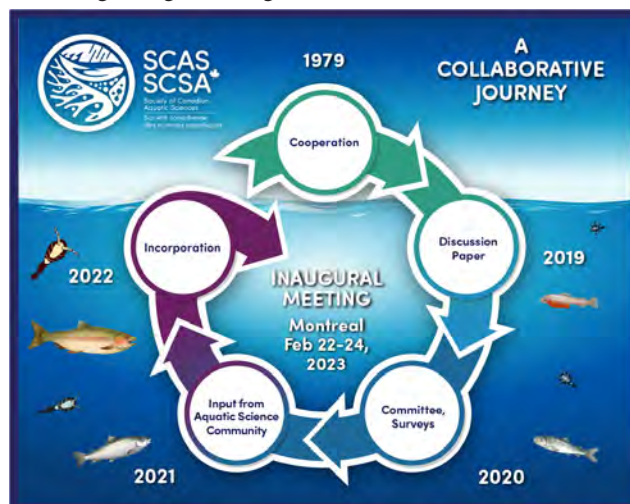 SCAS
SCSA
Society of Canadian
Aquatic Sciences
Société canadienne
des sciences aquatiques
1979
A
COLLABORATIVE
JOURNEY
Cooperation
Discussion
Paper
2019
Committee,
Surveys
2020
Input from
Aquatic Science
Community
2021
Incorporation
2022
INAUGURAL
MEETING
Montreal
Feb 22-24,
2023